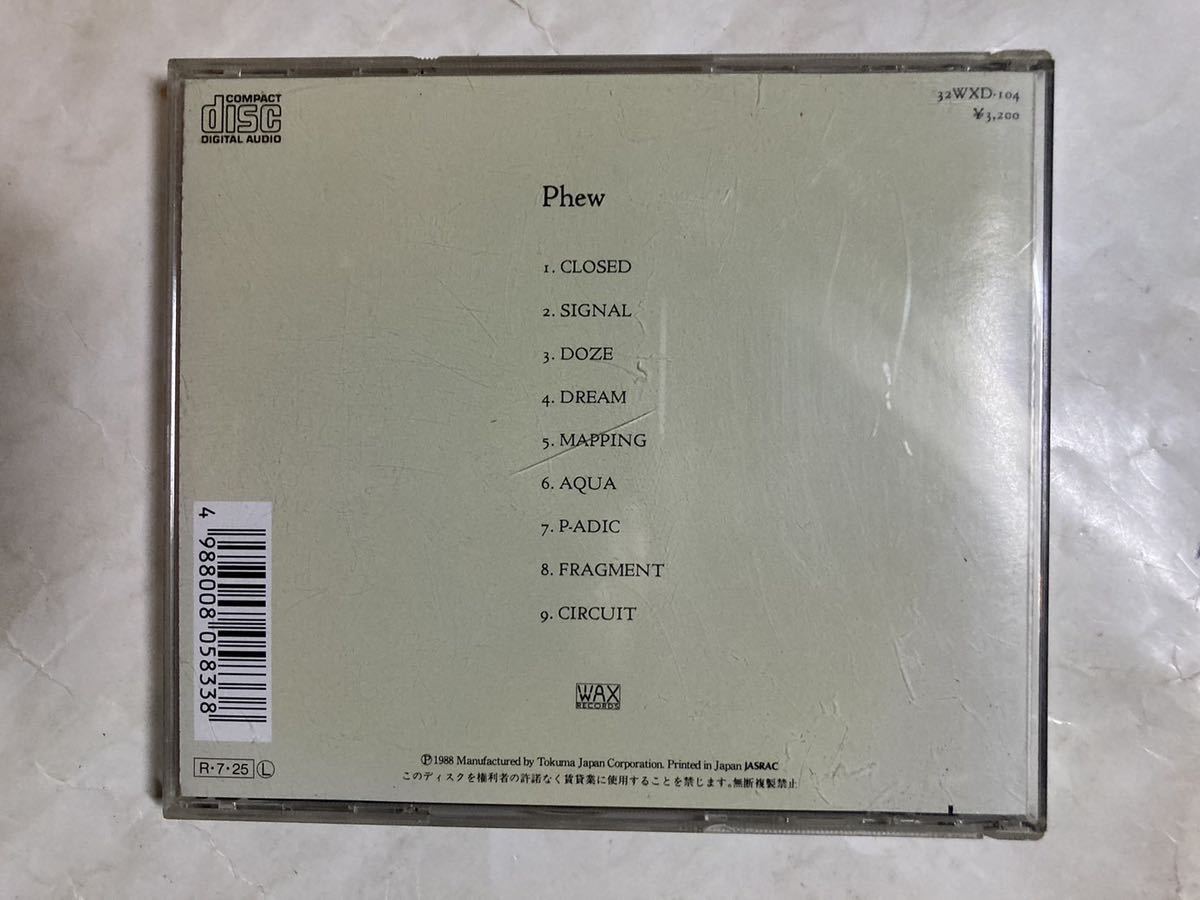 COMPACT
disc
DIGITAL AUDIO
32WXD-104
¥3,200
Phew
1. CLOSED
2. SIGNAL
3. DOZE
4. DREAM
5. MAPPING
6. AQUA
7. P-ADIC
8. FRAGMENT
9. CIRCUIT
WAX
RECORDS
4 988008 058338
R・7・25 L
Ⓟ1988 Manufactured by Tokuma Japan Corporation. Printed in Japan JASRAC
このディスクを権利者の許諾なく賃貸業に使用することを禁じます。無断複製禁止